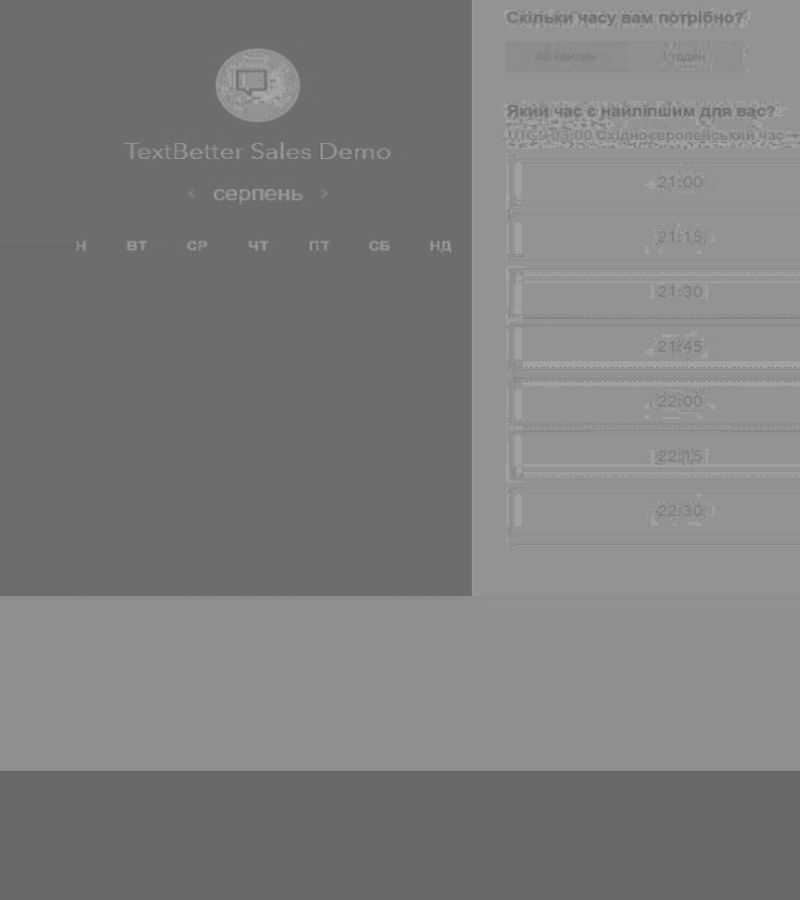 TextBetter Sales Demo
‹ серпень ›
Н ВТ СР ЧТ ПТ СБ НД
Скільки часу вам потрібно?
40 хвилин годин
Який час є найліпшим для вас?
UTC+03:00 Східноєвропейський час
21:00
21:15
21:30
21:45
22:00
22:15
22:30